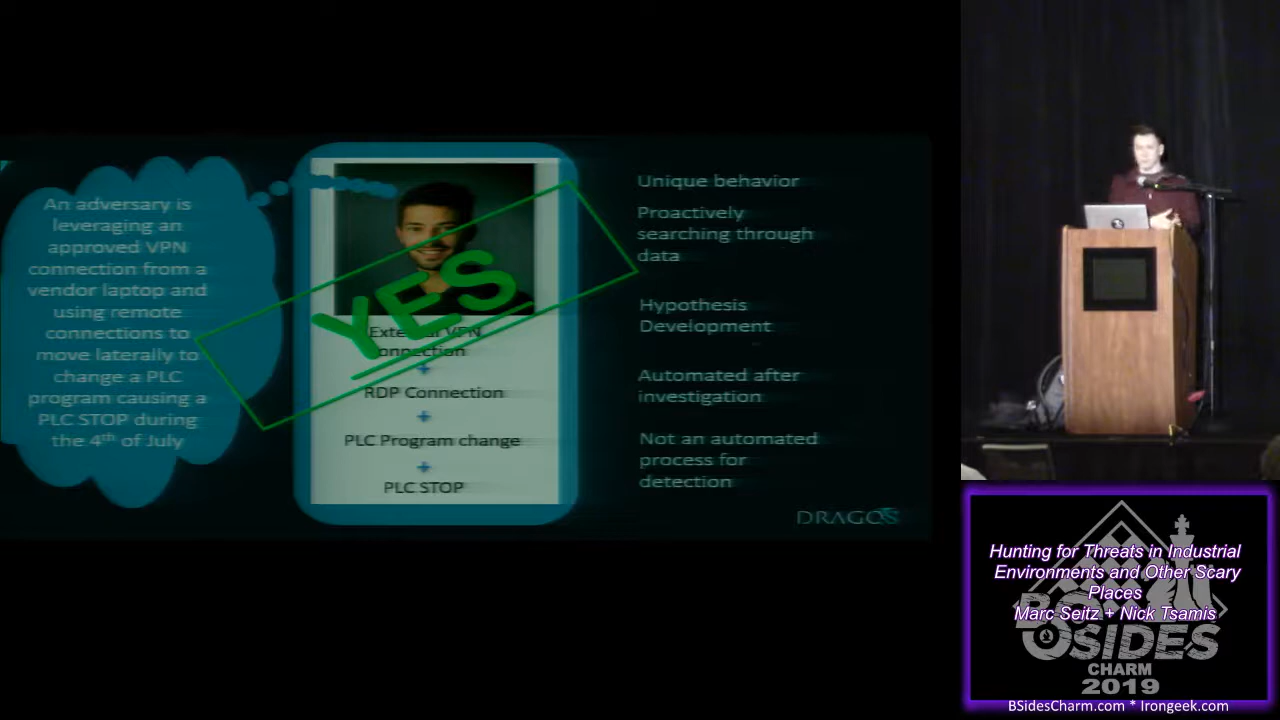 An adversary is
leveraging an
approved VPN
connection from a
vendor laptop and
using remote
connections to
move laterally to
change a PLC
program causing a
PLC STOP during
the 4th of July
YES
External VPN
Connection
+
RDP Connection
+
PLC Program change
+
PLC STOP
Unique behavior
Proactively
searching through
data
Hypothesis
Development
Automated after
investigation
Not an automated
process for
detection
DRAGOS
Hunting for Threats in Industrial
Environments and Other Scary
Places
Marc Seitz + Nick Tsamis
BSIDES
CHARM
2019
BSidesCharm.com * Irongeek.com